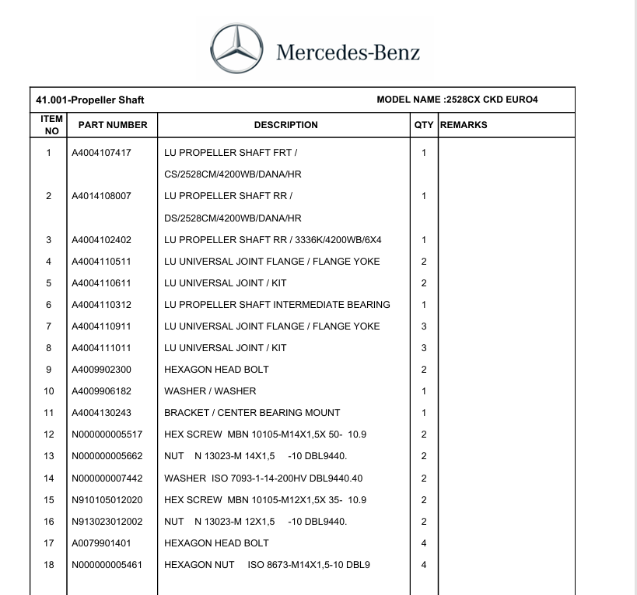 Mercedes-Benz
41.001-Propeller Shaft MODEL NAME :2528CX CKD EURO4
ITEM NO PART NUMBER DESCRIPTION QTY REMARKS
1 A4004107417 LU PROPELLER SHAFT FRT / 1
CS/2528CM/4200WB/DANA/HR
2 A4014108007 LU PROPELLER SHAFT RR / 1
DS/2528CM/4200WB/DANA/HR
3 A4004102402 LU PROPELLER SHAFT RR / 3336K/4200WB/6X4 1
4 A4004110511 LU UNIVERSAL JOINT FLANGE / FLANGE YOKE 2
5 A4004110611 LU UNIVERSAL JOINT / KIT 2
6 A4004110312 LU PROPELLER SHAFT INTERMEDIATE BEARING 1
7 A4004110911 LU UNIVERSAL JOINT FLANGE / FLANGE YOKE 3
8 A4004111011 LU UNIVERSAL JOINT / KIT 3
9 A4009902300 HEXAGON HEAD BOLT 2
10 A4009906182 WASHER / WASHER 1
11 A4004130243 BRACKET / CENTER BEARING MOUNT 1
12 N000000005517 HEX SCREW MBN 10105-M14X1,5X 50- 10.9 2
13 N000000005662 NUT N 13023-M 14X1,5 -10 DBL9440. 2
14 N000000007442 WASHER ISO 7093-1-14-200HV DBL9440.40 2
15 N910105012020 HEX SCREW MBN 10105-M12X1,5X 35- 10.9 2
16 N913023012002 NUT N 13023-M 12X1,5 -10 DBL9440. 2
17 A0079901401 HEXAGON HEAD BOLT 4
18 N000000005461 HEXAGON NUT ISO 8673-M14X1,5-10 DBL9 4